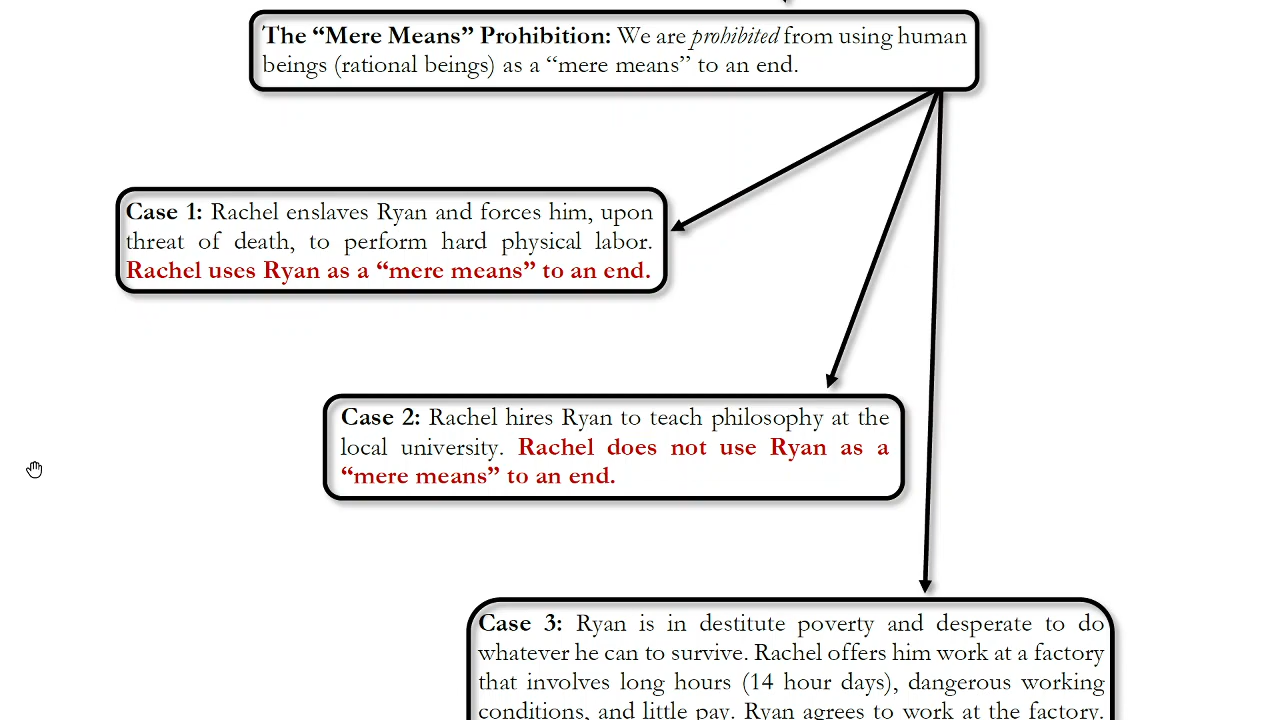 The “Mere Means” Prohibition: We are prohibited from using human
beings (rational beings) as a “mere means” to an end.
Case 1: Rachel enslaves Ryan and forces him, upon
threat of death, to perform hard physical labor.
Rachel uses Ryan as a “mere means” to an end.
Case 2: Rachel hires Ryan to teach philosophy at the
local university. Rachel does not use Ryan as a
“mere means” to an end.
Case 3: Ryan is in destitute poverty and desperate to do
whatever he can to survive. Rachel offers him work at a factory
that involves long hours (14 hour days), dangerous working
conditions, and little pay. Ryan agrees to work at the factory.